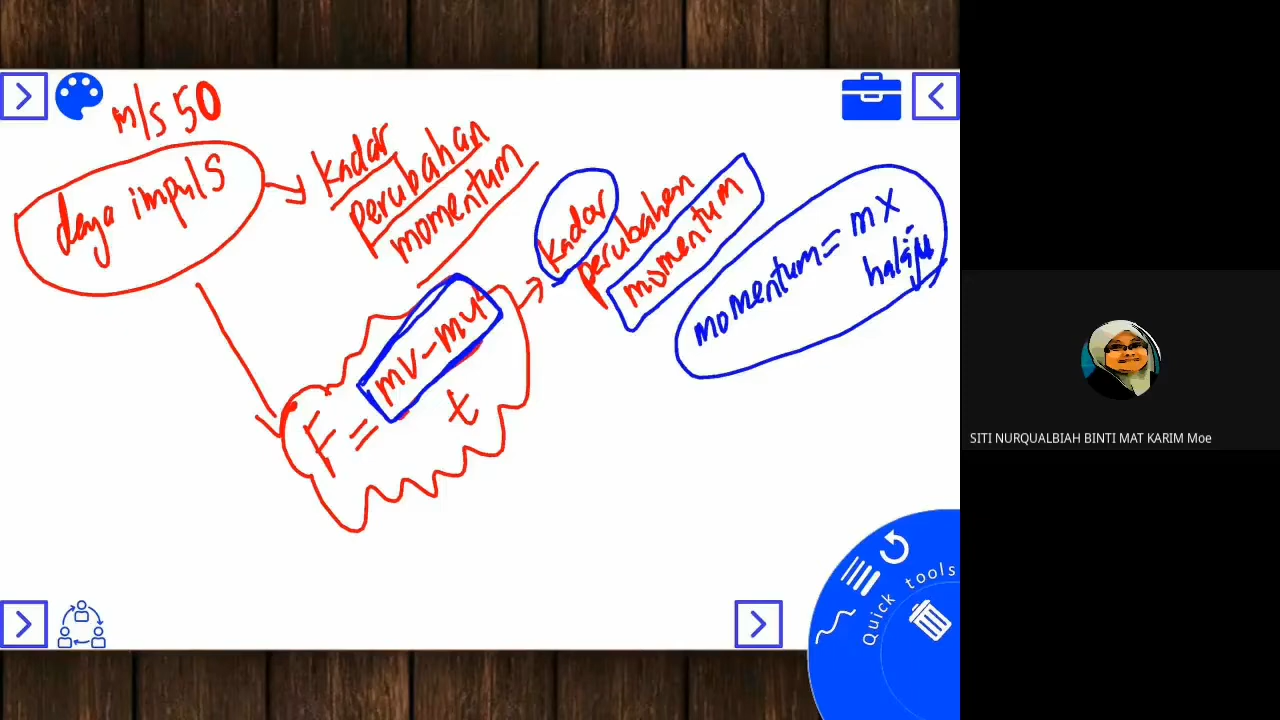 m/s 50
daya impuls
kadar
perubahan
momentum
kadar
perubahan
momentum
momentum = m x
halaju
F = mv - mu
t
SITI NURQUALBIAH BINTI MAT KARIM Moe
Quick tools